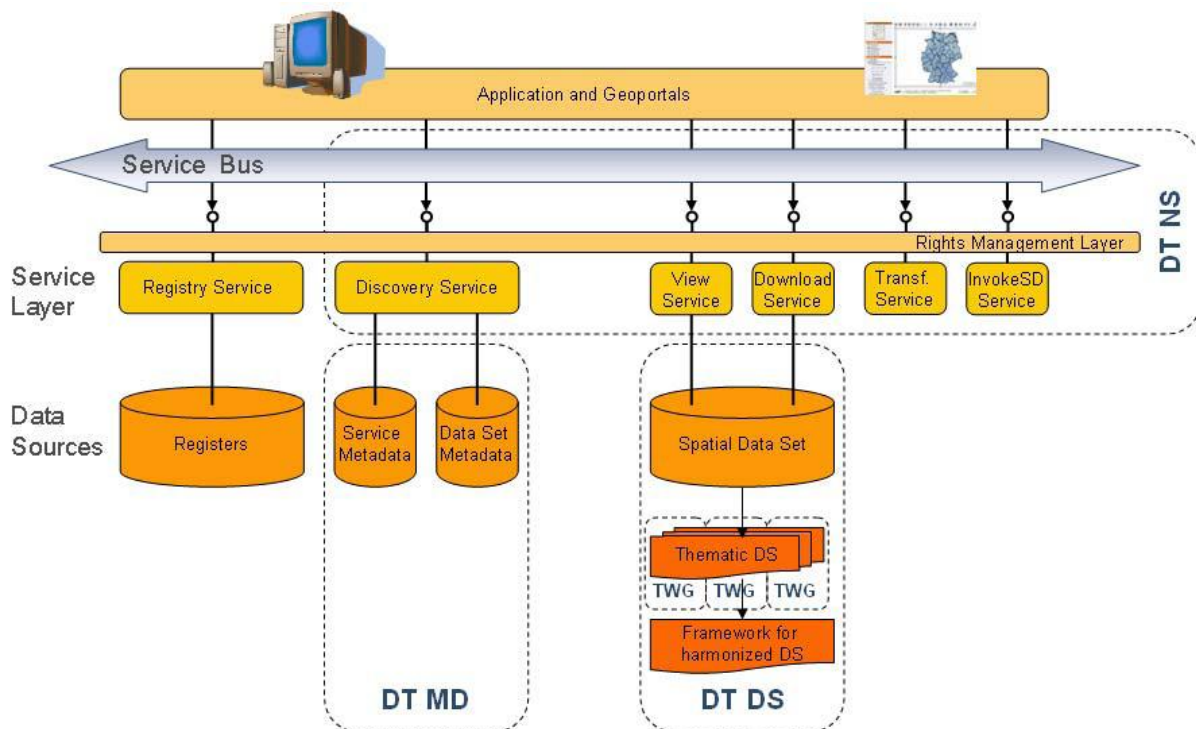 Application and Geoportals
Service Bus
DT NS
Rights Management Layer
Service
Layer
Registry Service
Discovery Service
View
Service
Download
Service
Transf.
Service
InvokeSD
Service
Data
Sources
Registers
Service
Metadata
Data Set
Metadata
Spatial Data Set
Thematic DS
TWG
TWG
TWG
Framework for
harmonized DS
DT MD
DT DS